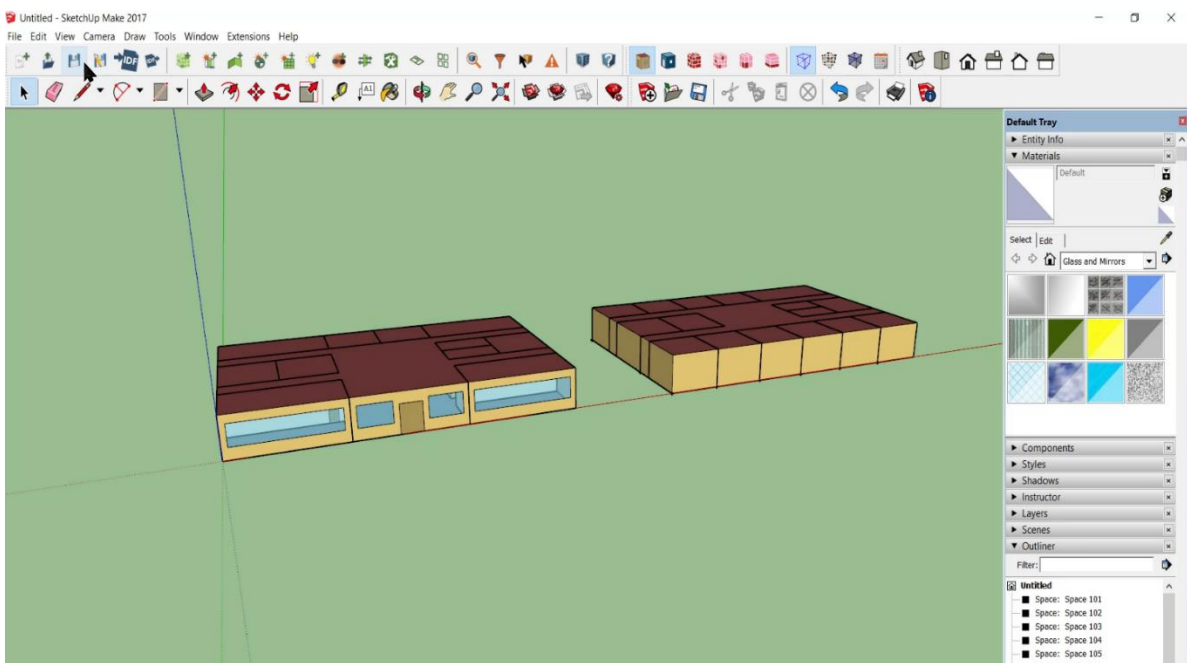 Untitled - SketchUp Make 2017
File Edit View Camera Draw Tools Window Extensions Help
IDF
A1
Default Tray
Entity Info
Materials
Default
Select Edit
Glass and Mirrors
Components
Styles
Shadows
Instructor
Layers
Scenes
Outliner
Filter:
Untitled
Space: Space 101
Space: Space 102
Space: Space 103
Space: Space 104
Space: Space 105